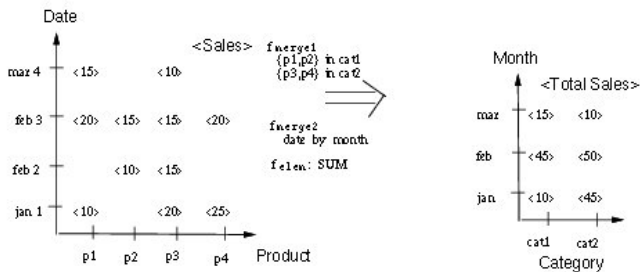 Date
<Sales>
mar 4 <15> <10>
feb 3 <20> <15> <15> <20>
feb 2 <10> <15>
jan 1 <10> <20> <25>
p1 p2 p3 p4
Product
fmerge1
{p1,p2} in cat1
{p3,p4} in cat2
fmerge2
date by month
felem: SUM
Month
<Total Sales>
mar <15> <10>
feb <45> <50>
jan <10> <45>
cat1 cat2
Category